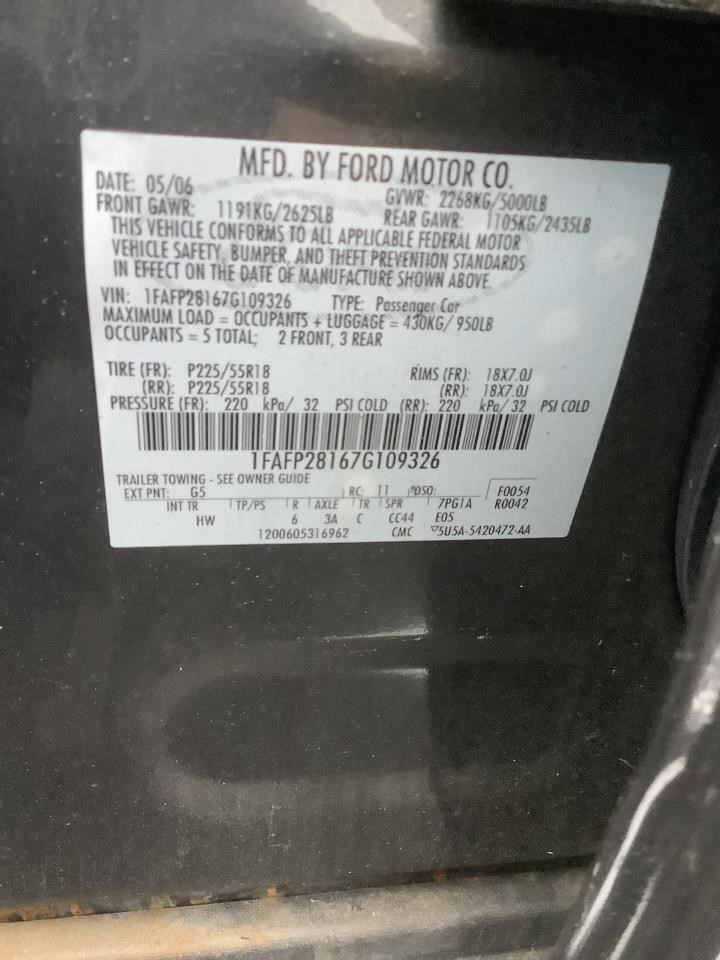 MFD. BY FORD MOTOR CO.
DATE: 05/06 GVWR: 2268KG/5000LB
FRONT GAWR: 1191KG/2625LB REAR GAWR: 1105KG/2435LB
THIS VEHICLE CONFORMS TO ALL APPLICABLE FEDERAL MOTOR
VEHICLE SAFETY, BUMPER, AND THEFT PREVENTION STANDARDS
IN EFFECT ON THE DATE OF MANUFACTURE SHOWN ABOVE.
VIN: 1FAFP28167G109326 TYPE: Passenger Car
MAXIMUM LOAD = OCCUPANTS + LUGGAGE = 430KG/ 950LB
OCCUPANTS = 5 TOTAL; 2 FRONT, 3 REAR
TIRE (FR): P225/55R18 RIMS (FR): 18X7.0J
(RR): P225/55R18 (RR): 18X7.0J
PRESSURE (FR): 220 kPa/ 32 PSI COLD (RR): 220 kPa/ 32 PSI COLD
1FAFP28167G109326
TRAILER TOWING - SEE OWNER GUIDE
EXT PNT: G5 RC: 11 *DSO: F0054
INT TR TP/PS R AXLE TR SPR 7PG1A R0042
HW 6 3A C CC44 E05
1200605316962 CMC ▽5U5A-5420472-AA